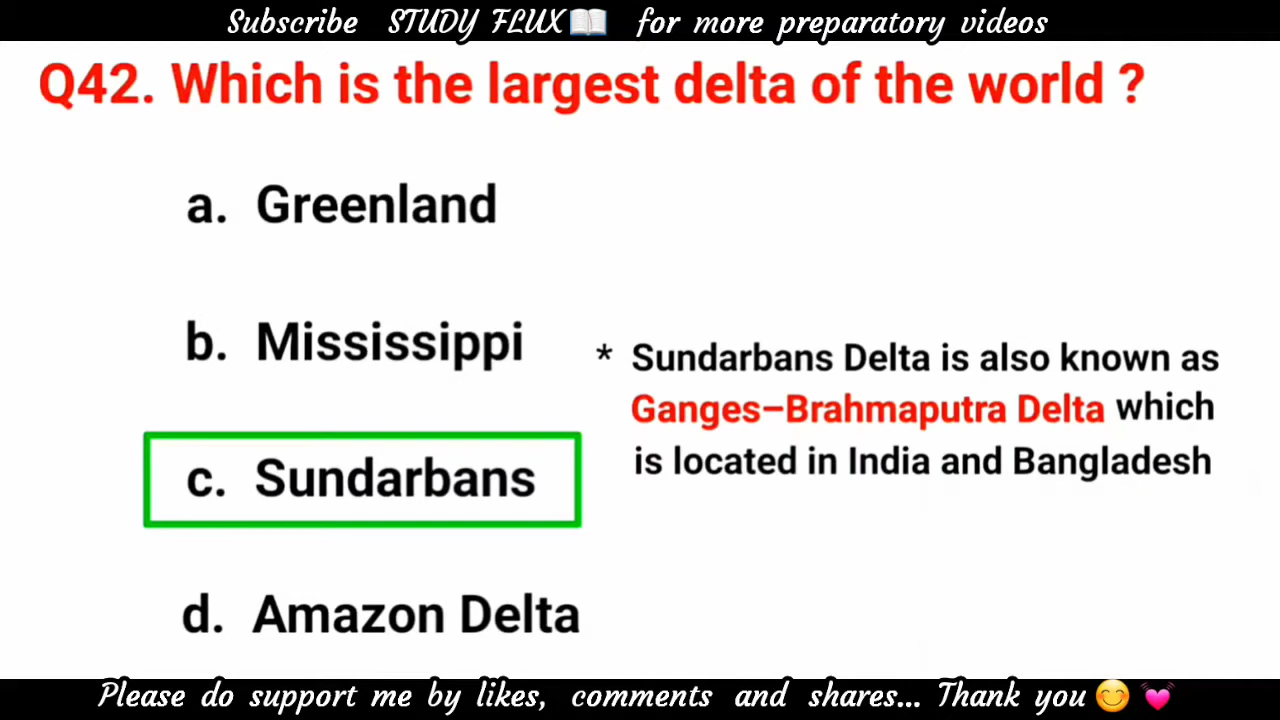 Subscribe STUDY FLUX📖 for more preparatory videos
Q42. Which is the largest delta of the world ?
a. Greenland
b. Mississippi
* Sundarbans Delta is also known as
Ganges–Brahmaputra Delta which
is located in India and Bangladesh
c. Sundarbans
d. Amazon Delta
Please do support me by likes, comments and shares... Thank you😊💓